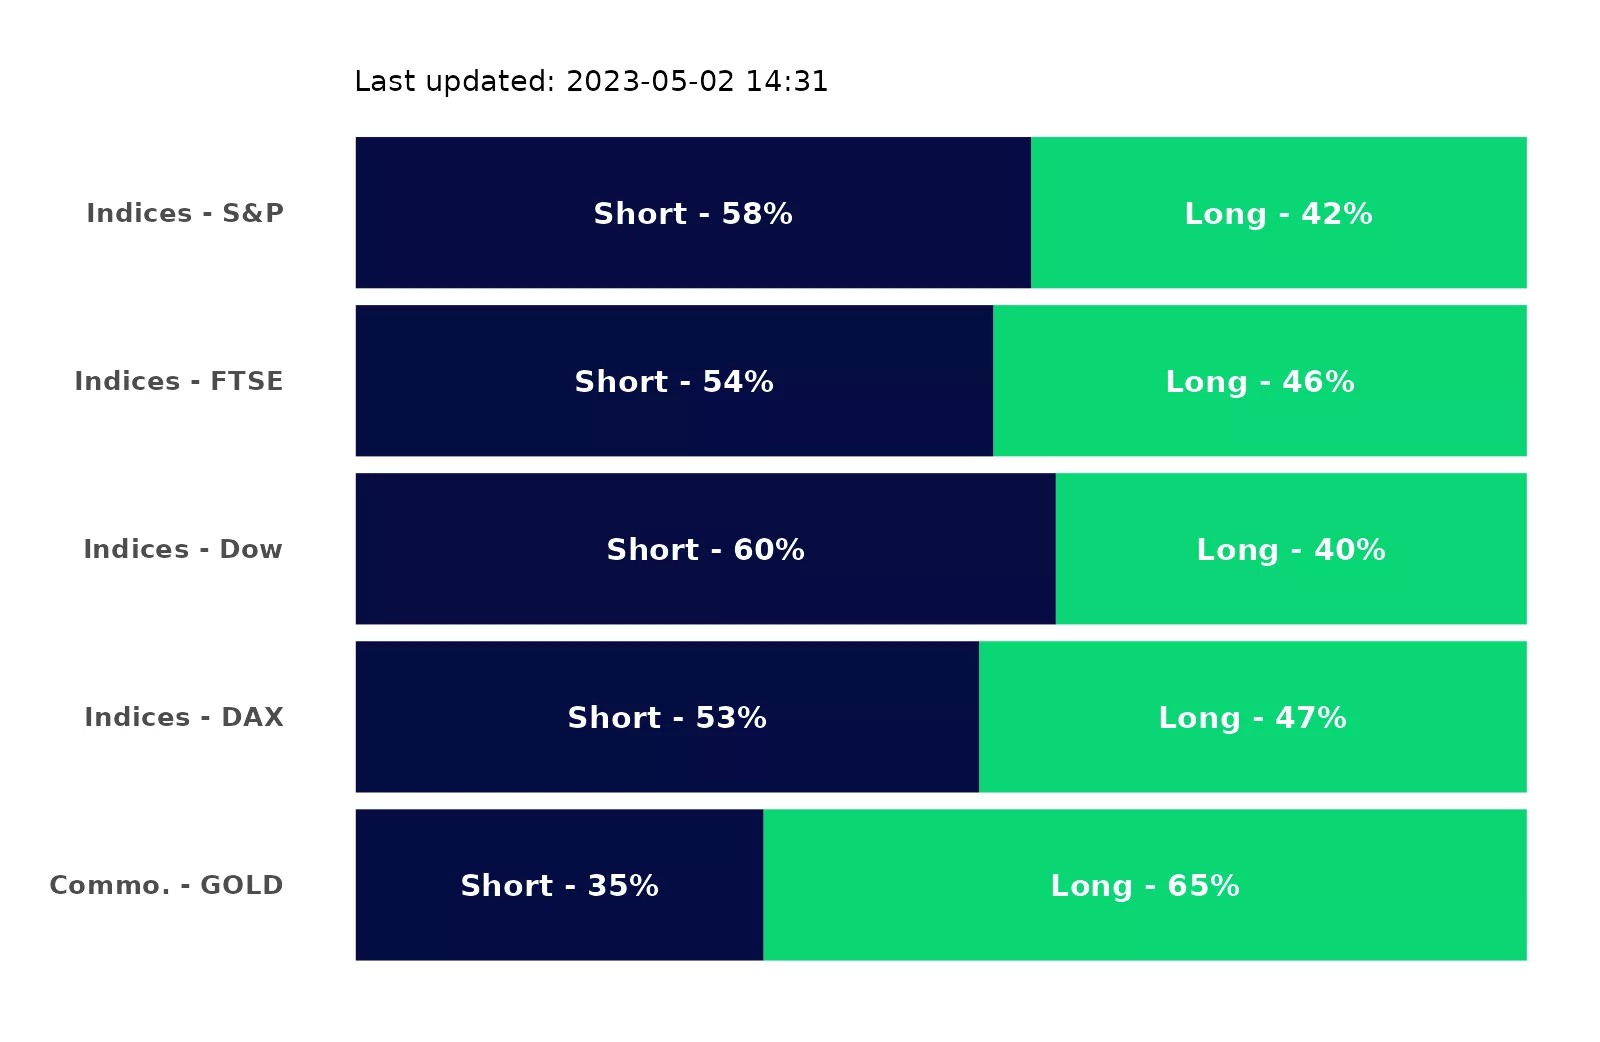 Last updated: 2023-05-02 14:31
Indices - S&P Short - 58% Long - 42%
Indices - FTSE Short - 54% Long - 46%
Indices - Dow Short - 60% Long - 40%
Indices - DAX Short - 53% Long - 47%
Commo. - GOLD Short - 35% Long - 65%